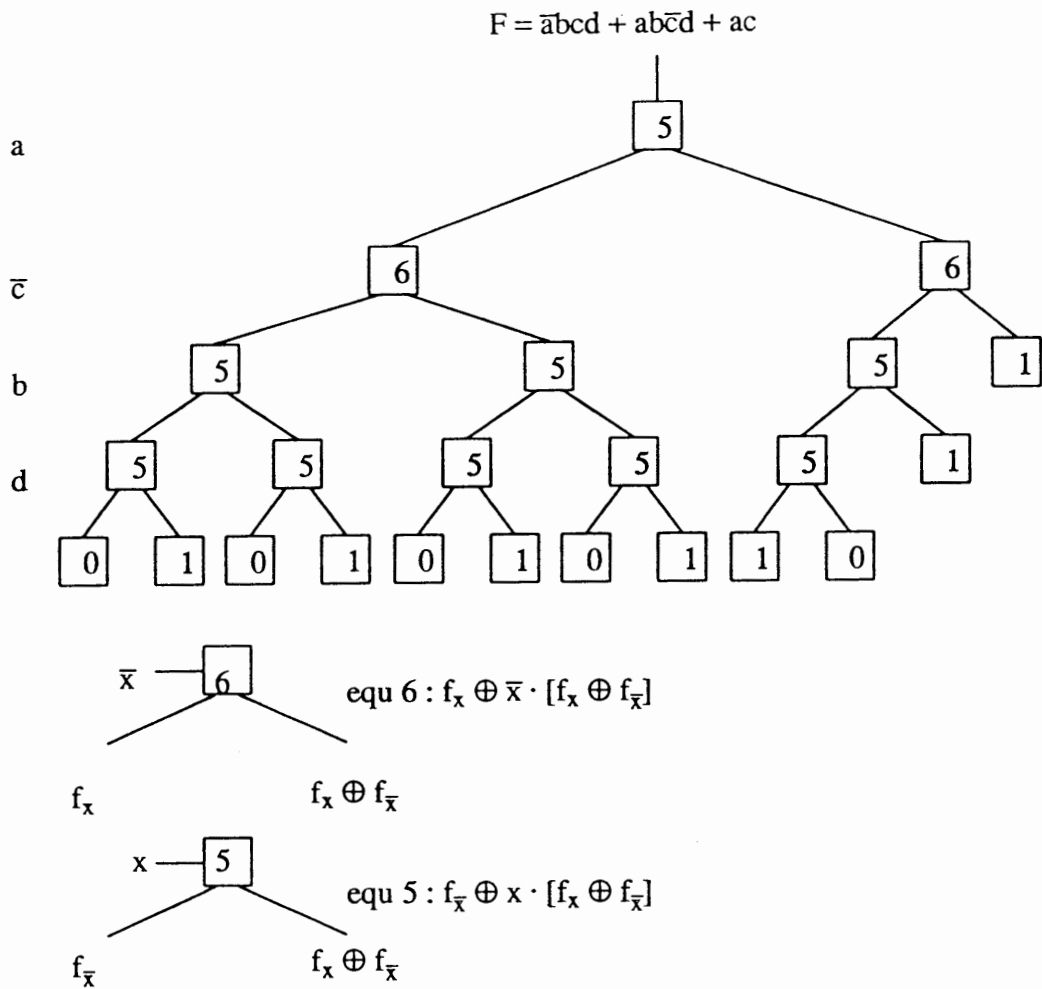 F = a̅bcd + abc̅d + ac
5
a
6 6
c̅
5 5 5 1
b
5 5 5 5 5 1
d
0 1 0 1 0 1 0 1 1 0
x̅ 6 equ 6 : fₓ ⊕ x̅ · [fₓ ⊕ fₓ̅]
fₓ fₓ ⊕ fₓ̅
x 5 equ 5 : fₓ̅ ⊕ x · [fₓ ⊕ fₓ̅]
fₓ̅ fₓ ⊕ fₓ̅